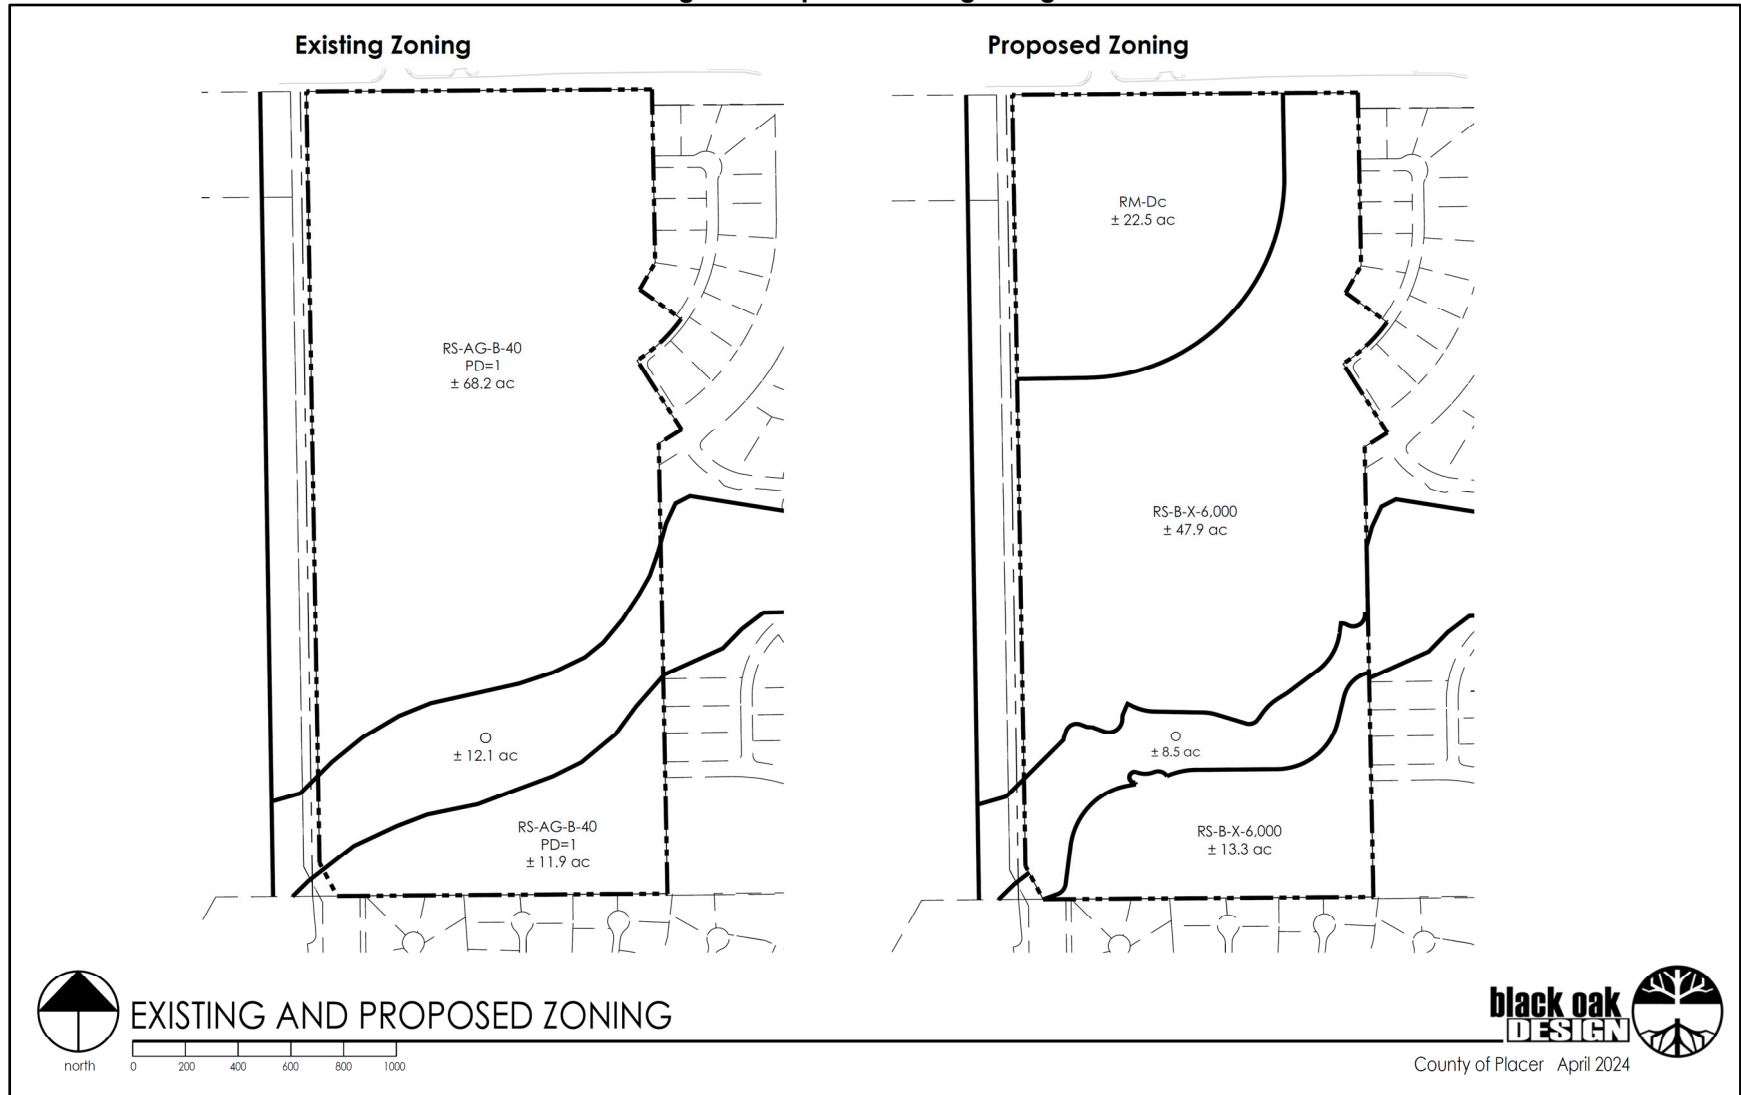 Existing Zoning
RS-AG-B-40
PD=1
± 68.2 ac
O
± 12.1 ac
RS-AG-B-40
PD=1
± 11.9 ac
Proposed Zoning
RM-Dc
± 22.5 ac
RS-B-X-6,000
± 47.9 ac
O
± 8.5 ac
RS-B-X-6,000
± 13.3 ac
north
EXISTING AND PROPOSED ZONING
0 200 400 600 800 1000
black oak
DESIGN
County of Placer April 2024